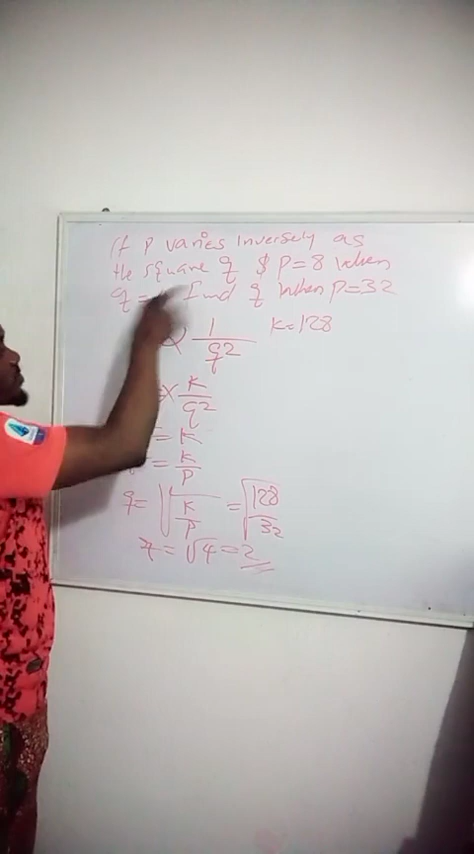 If P varies inversely as
the square q $ P=8 when
q = Find q when P=32
1/q² K=128
K/q²
= K
= K/P
q = √K/P = √128/32
= √4 = 2